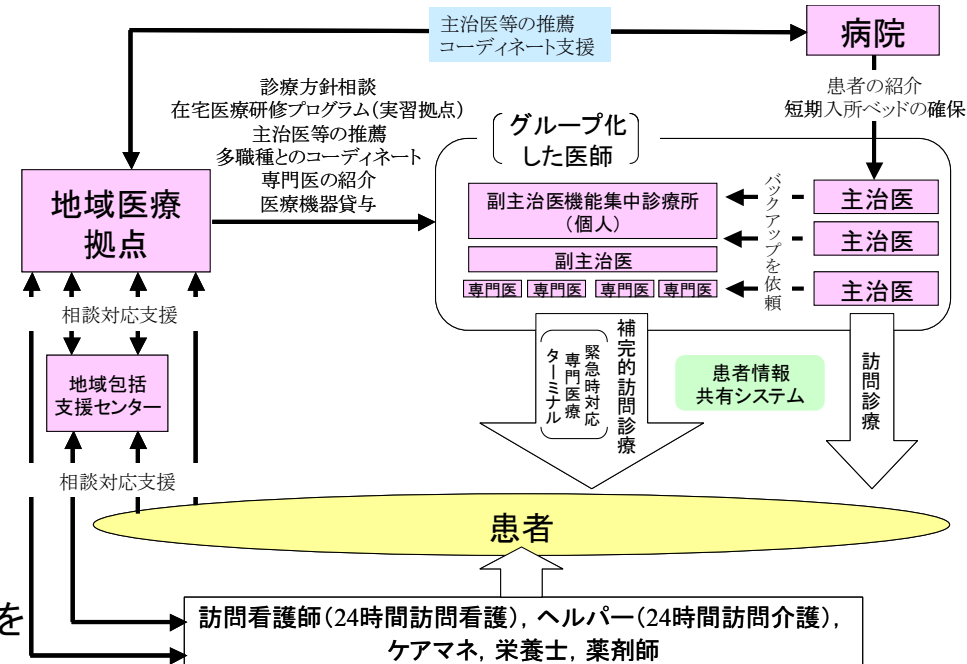 主治医等の推薦
コーディネート支援
病院
患者の紹介
短期入所ベッドの確保
診療方針相談
在宅医療研修プログラム(実習拠点)
主治医等の推薦
多職種とのコーディネート
専門医の紹介
医療機器貸与
地域医療
拠点
グループ化
した医師
副主治医機能集中診療所
(個人)
副主治医
専門医 専門医 専門医 専門医
バックアップを依頼
主治医
主治医
主治医
相談対応支援
地域包括
支援センター
相談対応支援
補完的訪問診療
緊急時対応
専門医療
ターミナル
患者情報
共有システム
訪問診療
患者
を
訪問看護師(24時間訪問看護), ヘルパー(24時間訪問介護),
ケアマネ, 栄養士, 薬剤師